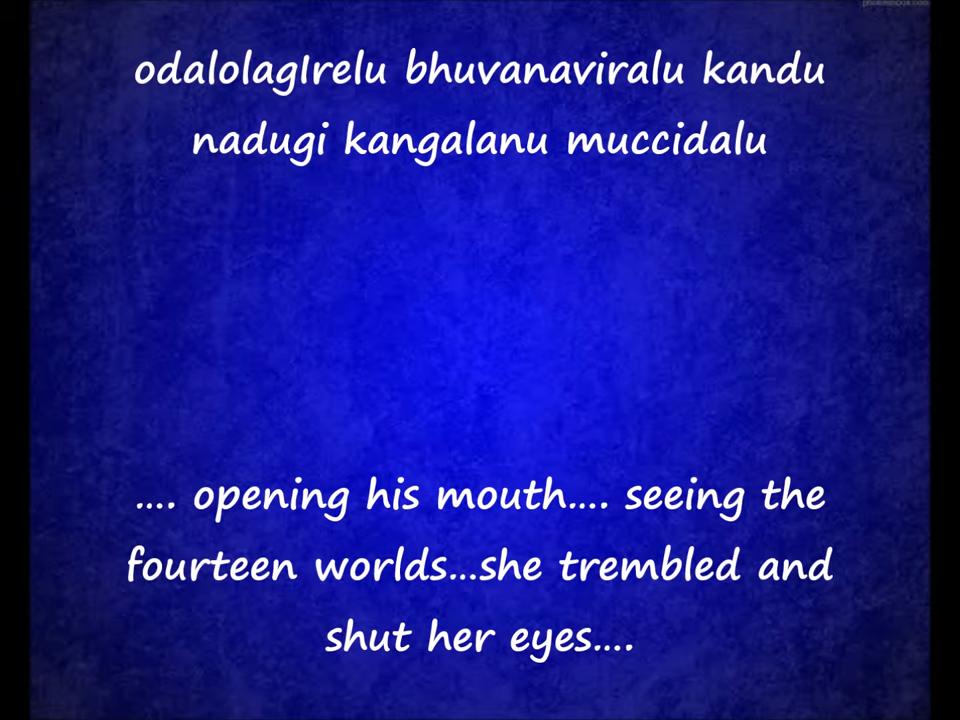 odalolagIrelu bhuvanaviralu kandu
nadugi kangalanu muccidalu
.... opening his mouth.... seeing the
fourteen worlds...she trembled and
shut her eyes....